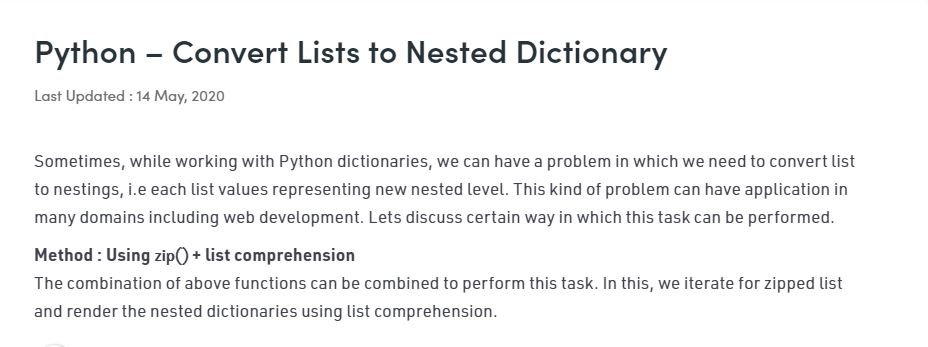 Python – Convert Lists to Nested Dictionary
Last Updated : 14 May, 2020
Sometimes, while working with Python dictionaries, we can have a problem in which we need to convert list
to nestings, i.e each list values representing new nested level. This kind of problem can have application in
many domains including web development. Lets discuss certain way in which this task can be performed.
Method : Using zip() + list comprehension
The combination of above functions can be combined to perform this task. In this, we iterate for zipped list
and render the nested dictionaries using list comprehension.